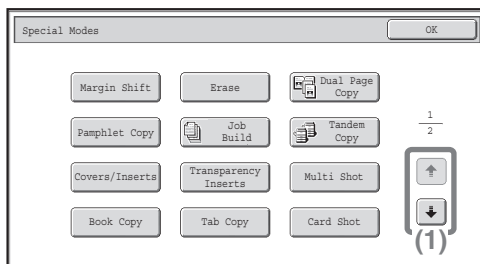 Special Modes
OK
Margin Shift
Erase
Dual Page
Copy
Pamphlet Copy
Job
Build
Tandem
Copy
1
2
Covers/Inserts
Transparency
Inserts
Multi Shot
Book Copy
Tab Copy
Card Shot
(1)